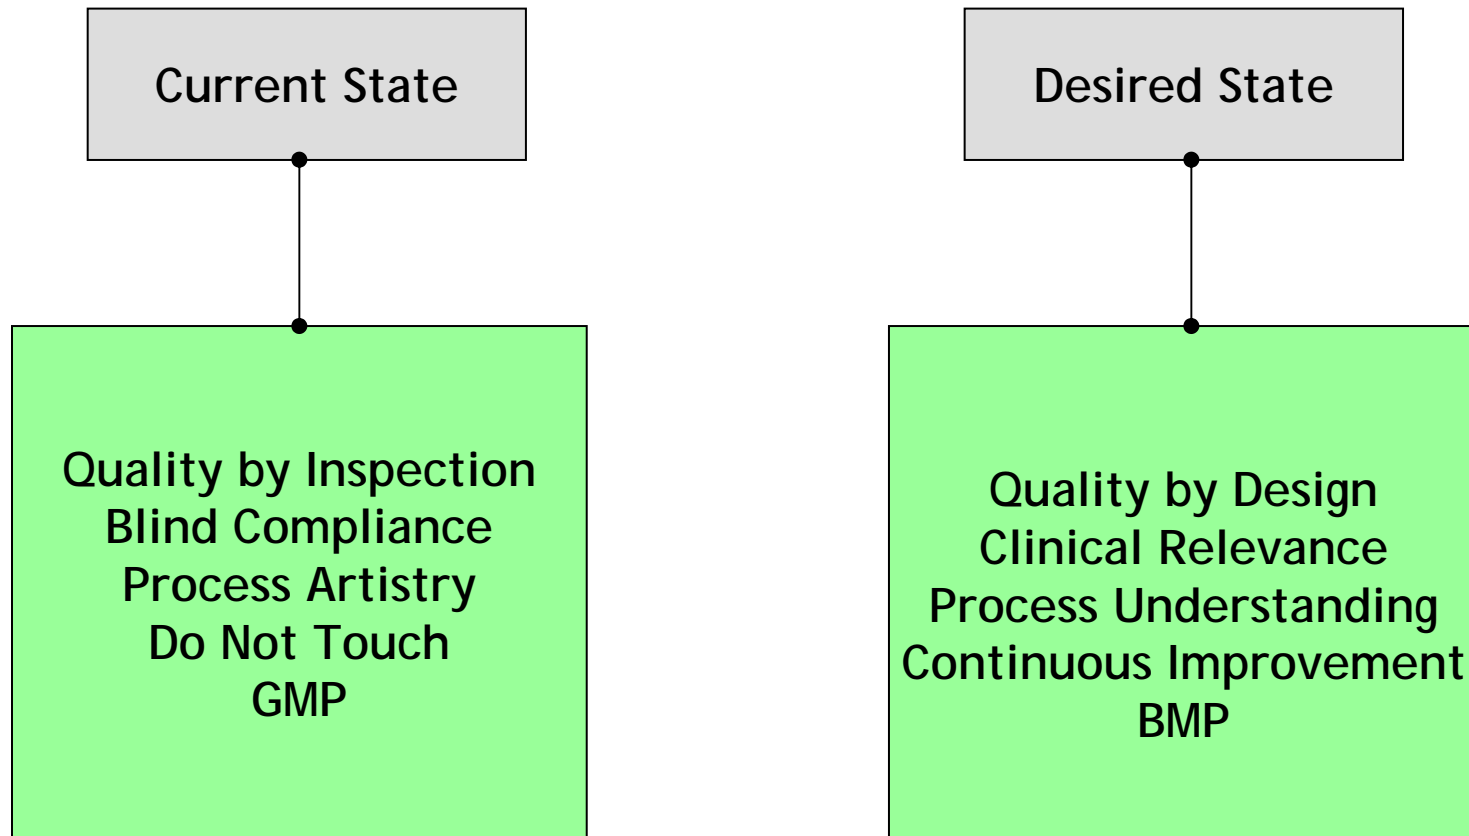 Current State
Quality by Inspection
Blind Compliance
Process Artistry
Do Not Touch
GMP
Desired State
Quality by Design
Clinical Relevance
Process Understanding
Continuous Improvement
BMP